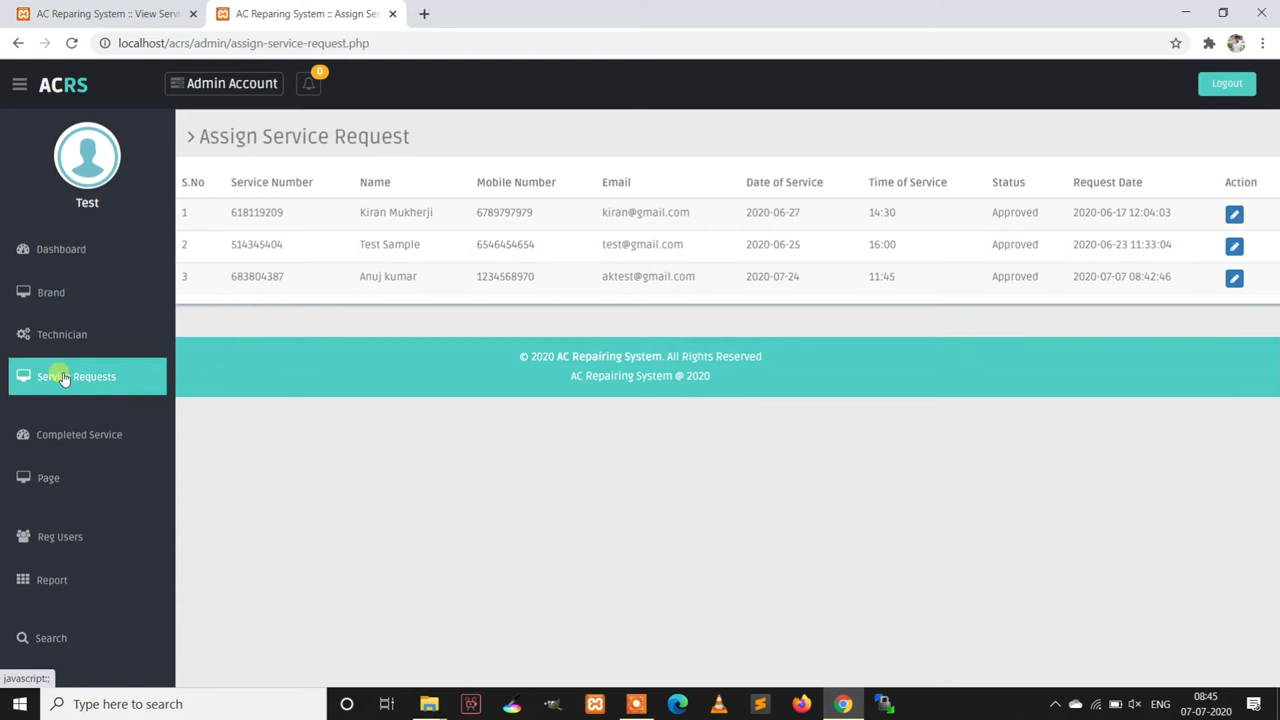 AC Reparing System :: View Servi
AC Reparing System :: Assign Ser
localhost/acrs/admin/assign-service-request.php
ACRS
Admin Account
0
Logout
Test
Dashboard
Brand
Technician
Service Requests
Completed Service
Page
Reg Users
Report
Search
> Assign Service Request
S.No Service Number Name Mobile Number Email Date of Service Time of Service Status Request Date Action
1 618119209 Kiran Mukherji 6789797979 kiran@gmail.com 2020-06-27 14:30 Approved 2020-06-17 12:04:03
2 514345404 Test Sample 6546454654 test@gmail.com 2020-06-25 16:00 Approved 2020-06-23 11:33:04
3 683804387 Anuj kumar 1234568970 aktest@gmail.com 2020-07-24 11:45 Approved 2020-07-07 08:42:46
© 2020 AC Repairing System. All Rights Reserved
AC Repairing System @ 2020
javascript:;
Type here to search
ENG
08:45
07-07-2020